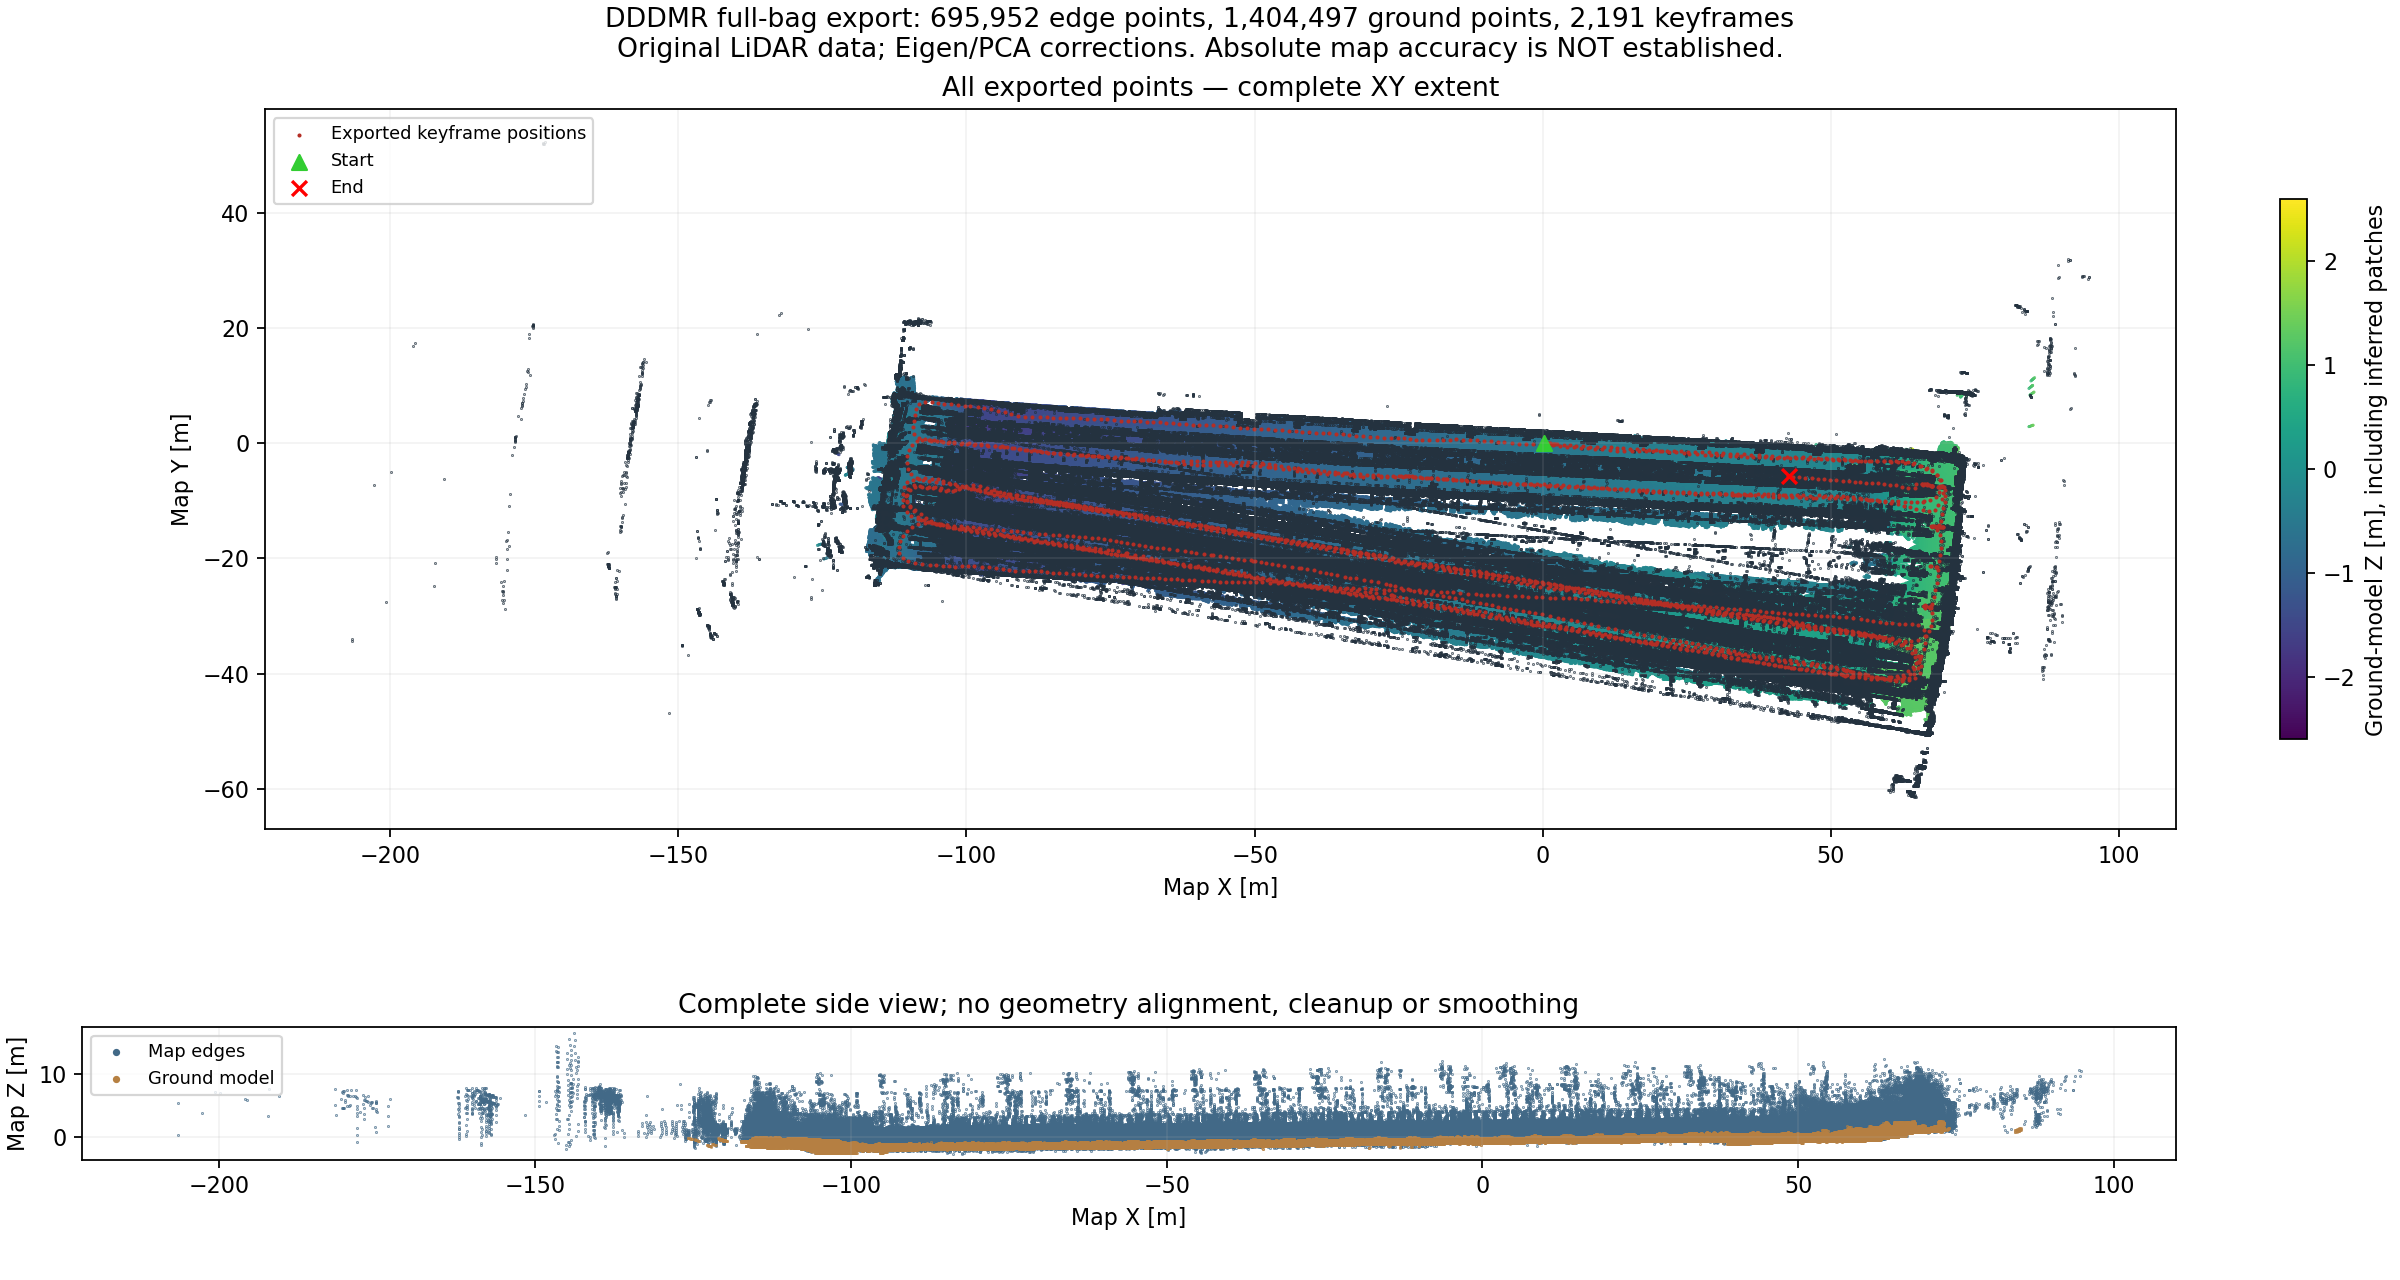 DDDMR full-bag export: 695,952 edge points, 1,404,497 ground points, 2,191 keyframes
Original LiDAR data; Eigen/PCA corrections. Absolute map accuracy is NOT established.
All exported points — complete XY extent
Exported keyframe positions
Start
End
40
20
0
−20
−40
−60
Map Y [m]
−200
−150
−100
−50
0
50
100
Map X [m]
2
1
0
−1
−2
Ground-model Z [m], including inferred patches
Complete side view; no geometry alignment, cleanup or smoothing
Map edges
Ground model
10
0
Map Z [m]
−200
−150
−100
−50
0
50
100
Map X [m]